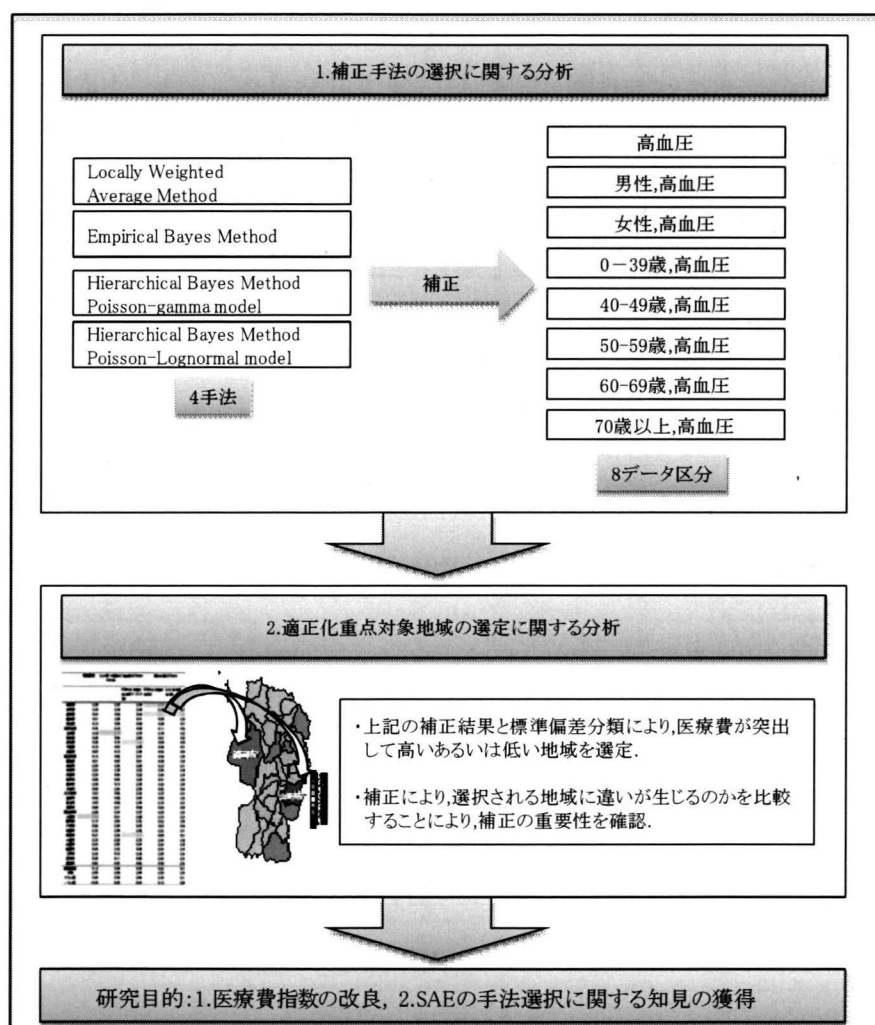 1.補正手法の選択に関する分析
Locally Weighted
Average Method
Empirical Bayes Method
Hierarchical Bayes Method
Poisson-gamma model
Hierarchical Bayes Method
Poisson-Lognormal model
4手法
補正
高血圧
男性,高血圧
女性,高血圧
0－39歳,高血圧
40-49歳,高血圧
50-59歳,高血圧
60-69歳,高血圧
70歳以上,高血圧
8データ区分
2.適正化重点対象地域の選定に関する分析
・上記の補正結果と標準偏差分類により,医療費が突出
して高いあるいは低い地域を選定.
・補正により,選択される地域に違いが生じるのかを比較
することにより,補正の重要性を確認.
研究目的:1.医療費指数の改良, 2.SAEの手法選択に関する知見の獲得